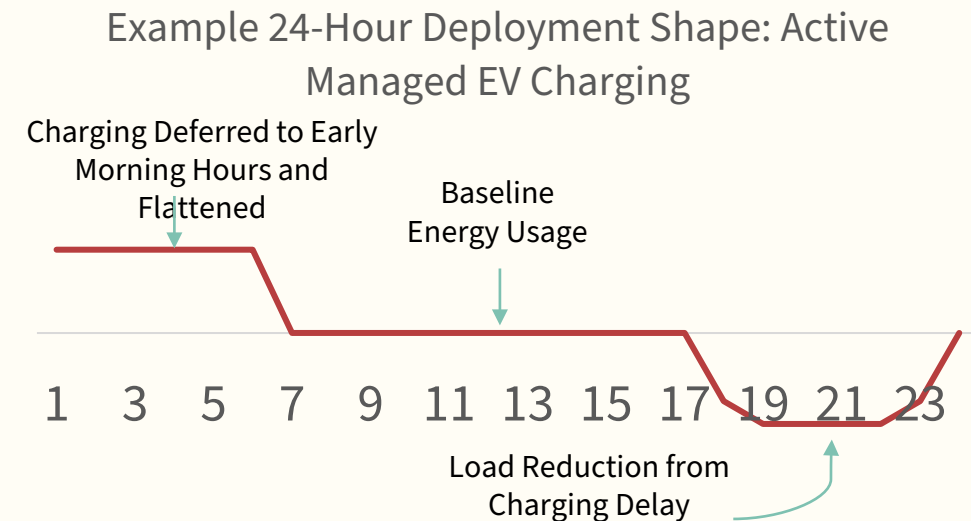 Example 24-Hour Deployment Shape: Active
Managed EV Charging
Charging Deferred to Early
Morning Hours and
Flattened
Baseline
Energy Usage
1 3 5 7 9 11 13 15 17 19 21 23
Load Reduction from
Charging Delay